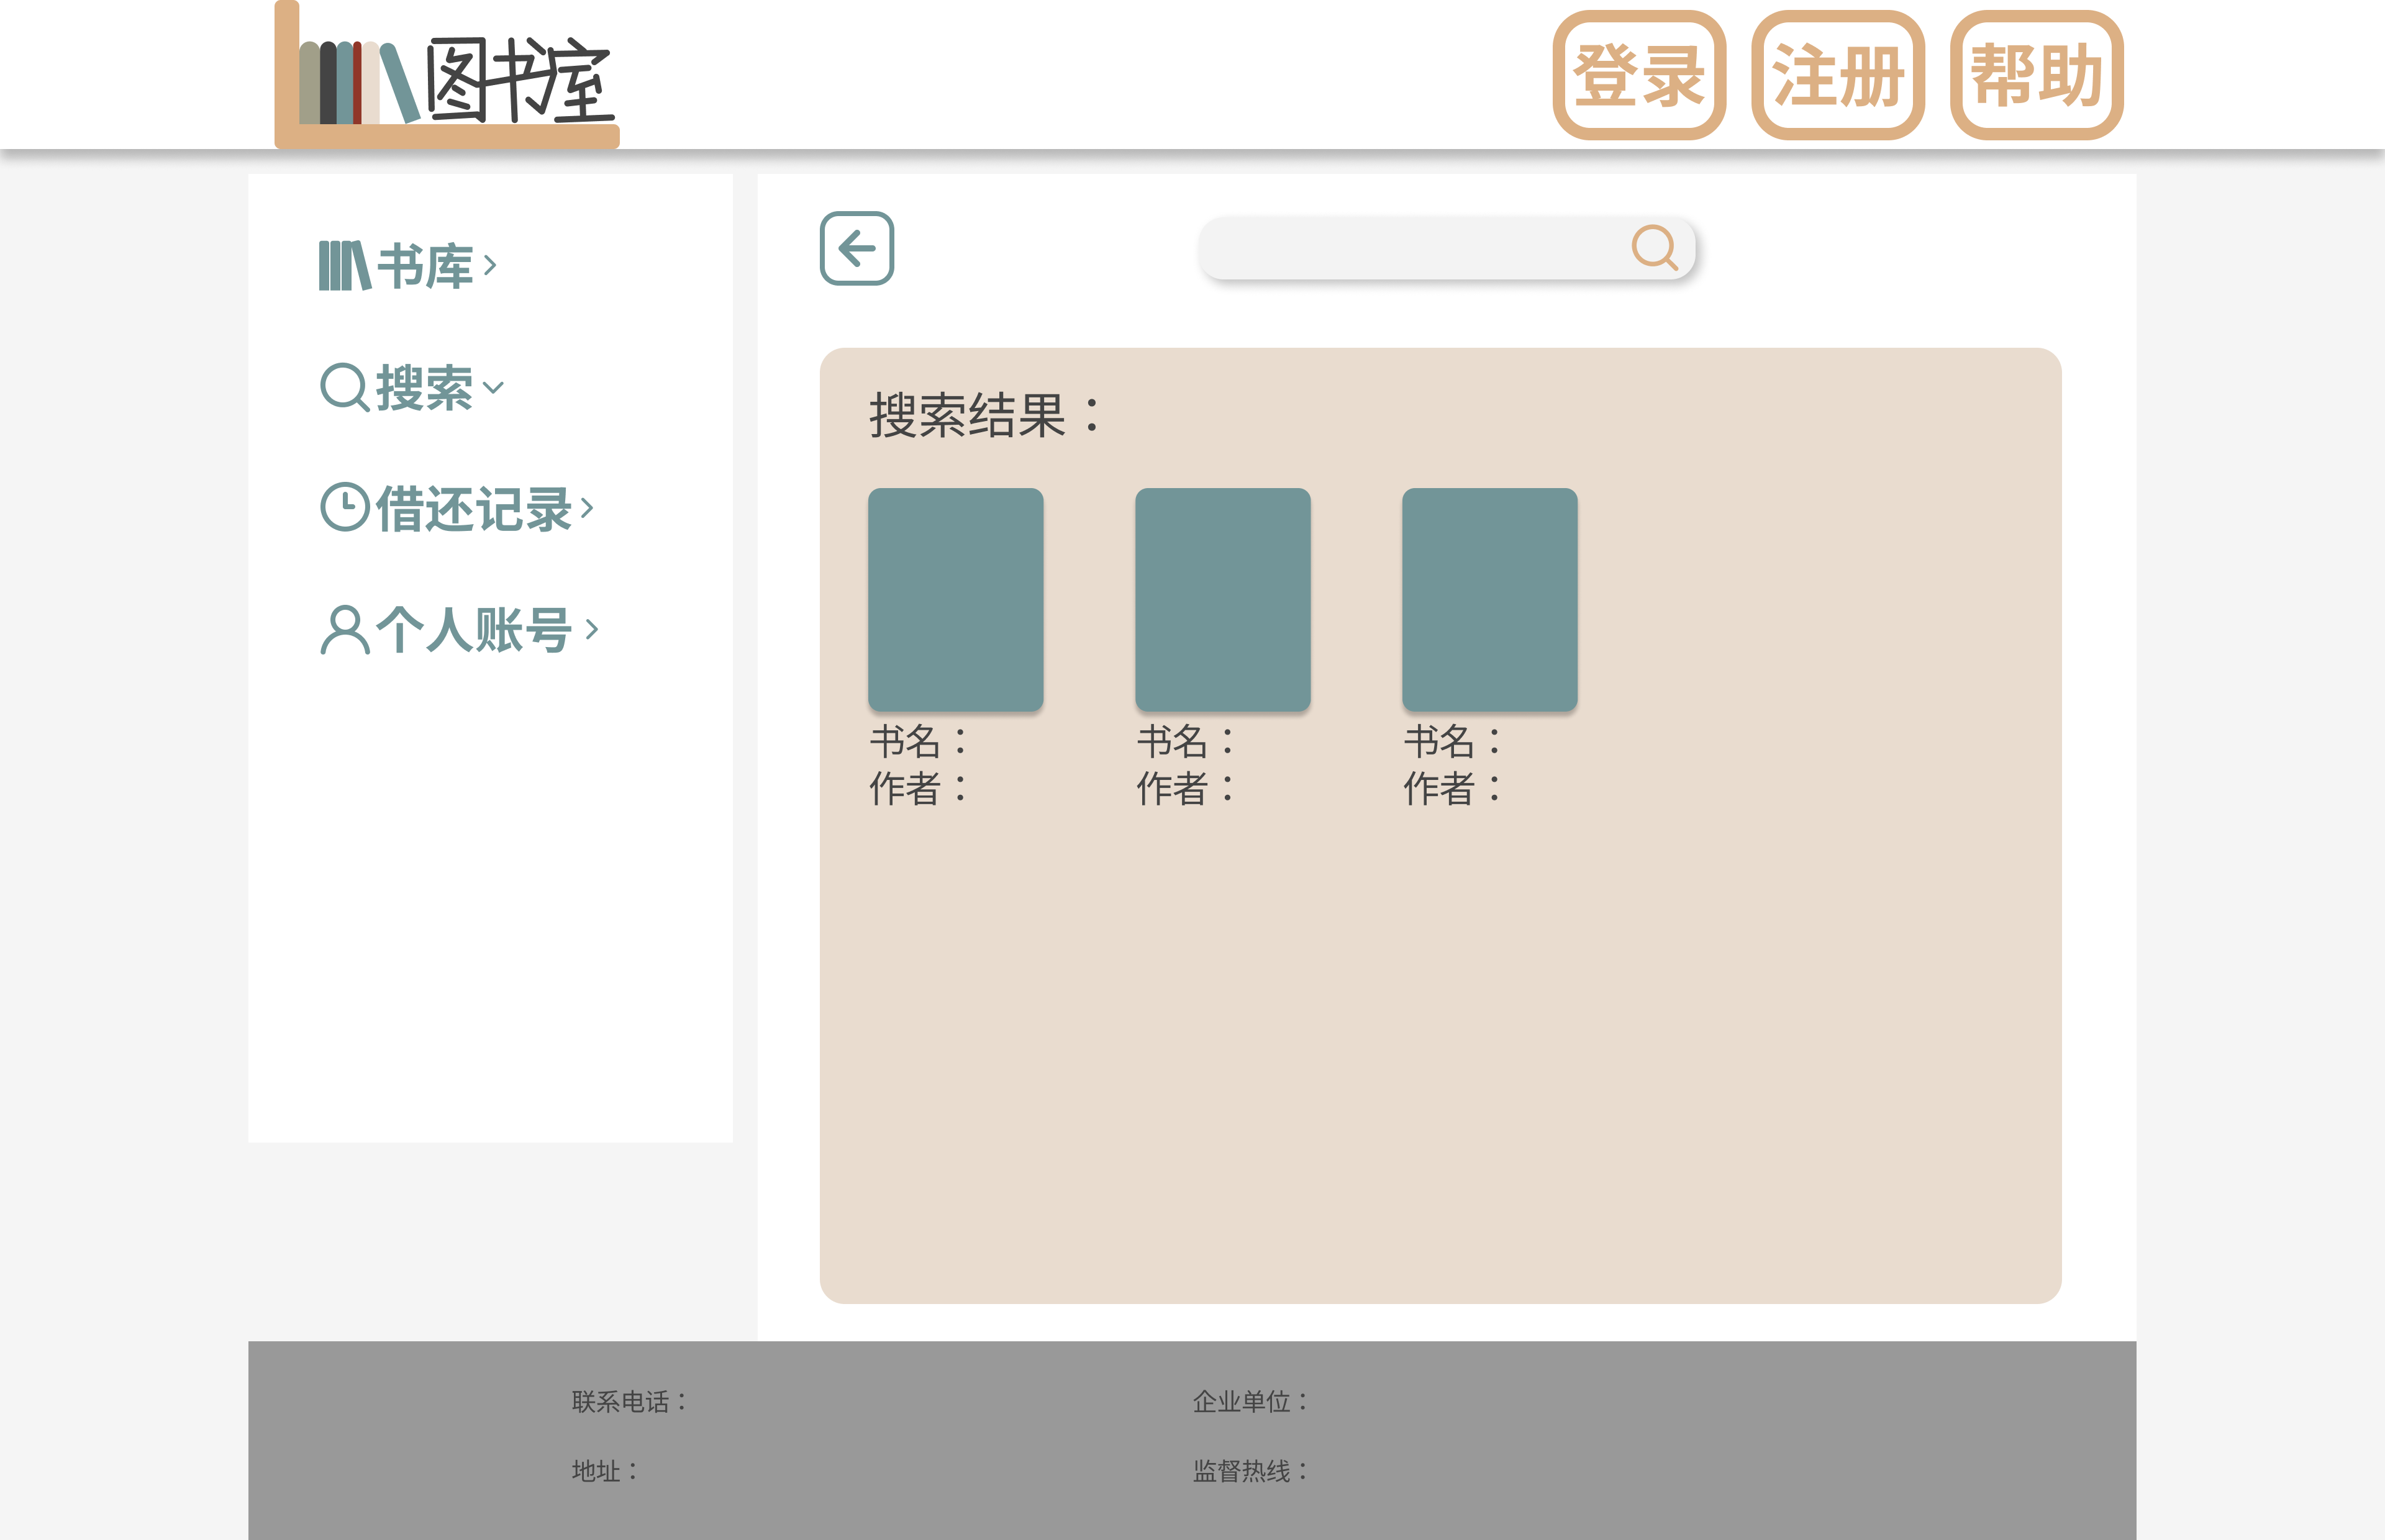 图书室
登录 注册 帮助
书库
搜索
借还记录
个人账号
搜索结果：
书名： 书名： 书名：
作者： 作者： 作者：
联系电话： 企业单位：
地址： 监督热线：